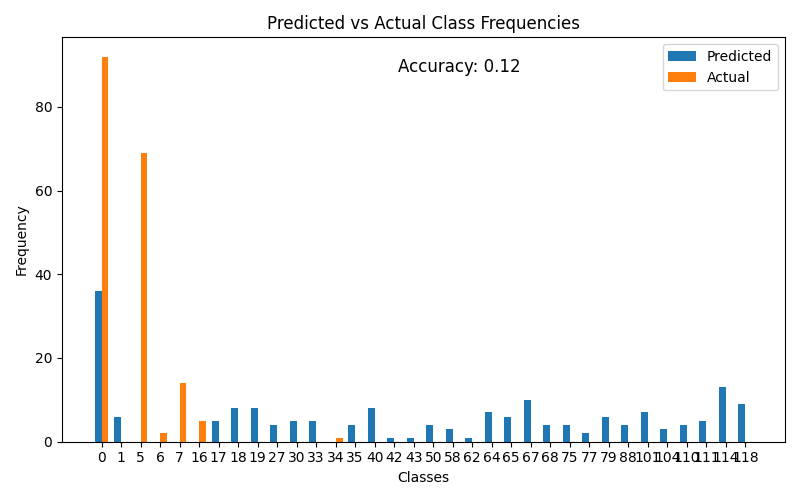 Predicted vs Actual Class Frequencies
Accuracy: 0.12
Predicted
Actual
80
60
40
20
0
Frequency
0 1 5 6 7 16 17 18 19 27 30 33 34 35 40 42 43 50 58 62 64 65 67 68 75 77 79 88 101 104 110 111 114 118
Classes